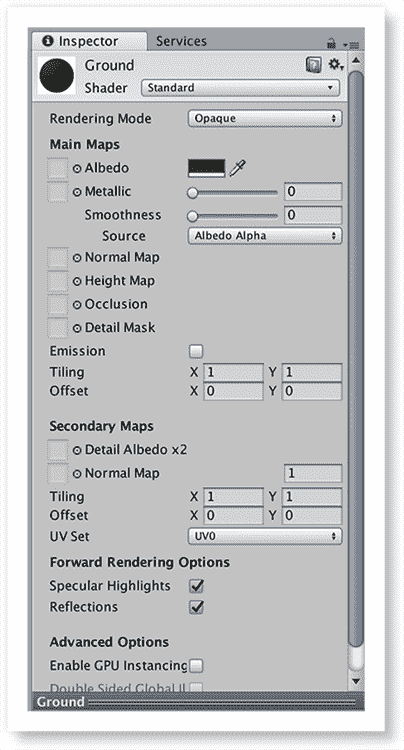 Inspector Services
Ground
Shader Standard
Rendering Mode Opaque
Main Maps
Albedo
Metallic 0
Smoothness 0
Source Albedo Alpha
Normal Map
Height Map
Occlusion
Detail Mask
Emission
Tiling X 1 Y 1
Offset X 0 Y 0
Secondary Maps
Detail Albedo x2
Normal Map 1
Tiling X 1 Y 1
Offset X 0 Y 0
UV Set UV0
Forward Rendering Options
Specular Highlights
Reflections
Advanced Options
Enable GPU Instancing
Double Sided Global
Ground